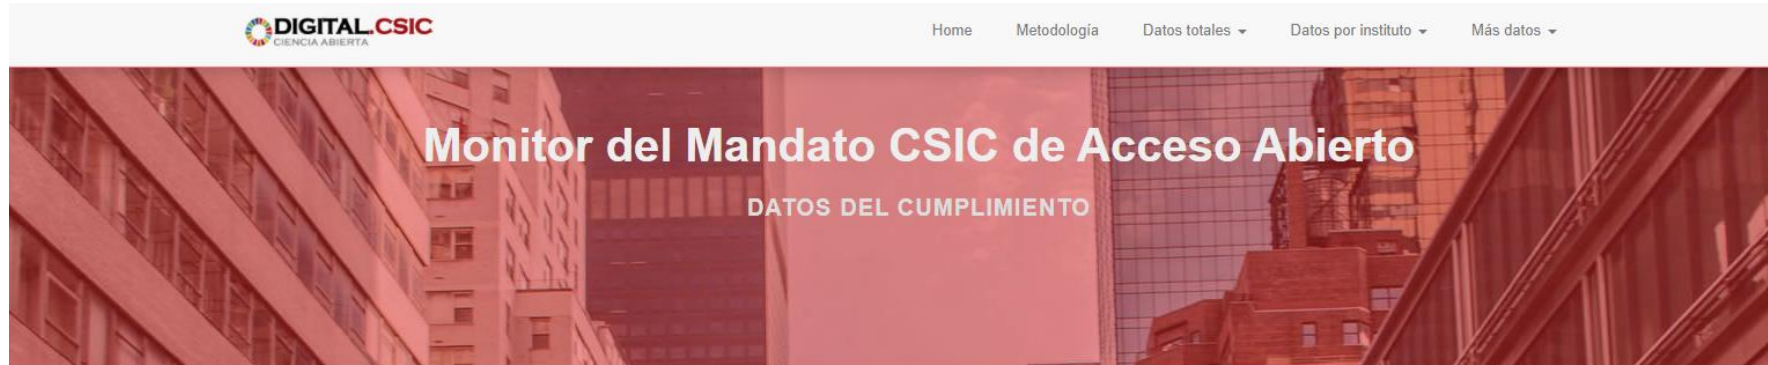 DIGITAL.CSIC
CIENCIA ABIERTA
Home Metodología Datos totales Datos por instituto Más datos
Monitor del Mandato CSIC de Acceso Abierto
DATOS DEL CUMPLIMIENTO